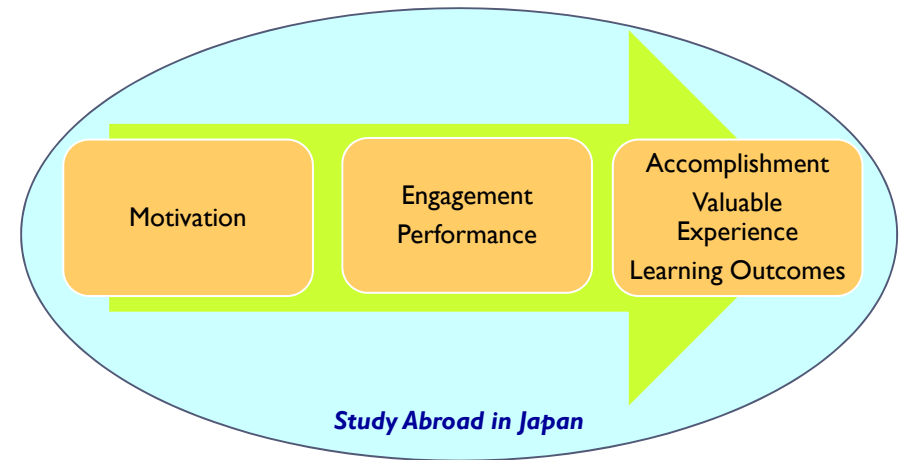 Motivation
Engagement
Performance
Accomplishment
Valuable
Experience
Learning Outcomes
Study Abroad in Japan